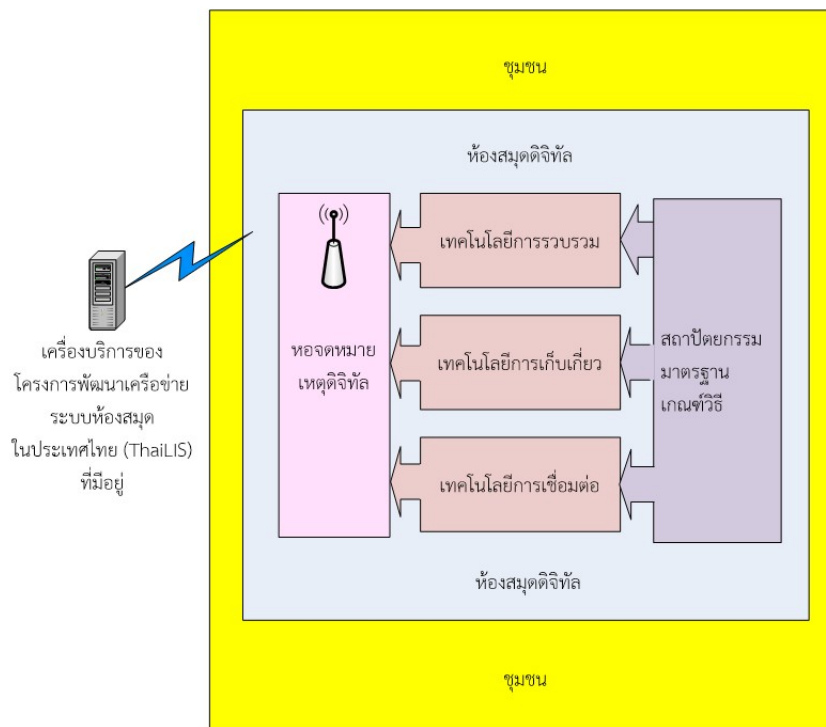 ชุมชน
ห้องสมุดดิจิทัล
เทคโนโลยีการรวบรวม
หอจดหมาย
เหตุดิจิทัล
เทคโนโลยีการเก็บเกี่ยว
สถาปัตยกรรม
มาตรฐาน
เกณฑ์วิธี
เครื่องบริการของ
โครงการพัฒนาเครือข่าย
ระบบห้องสมุด
ในประเทศไทย (ThaiLIS)
ที่มีอยู่
เทคโนโลยีการเชื่อมต่อ
ห้องสมุดดิจิทัล
ชุมชน